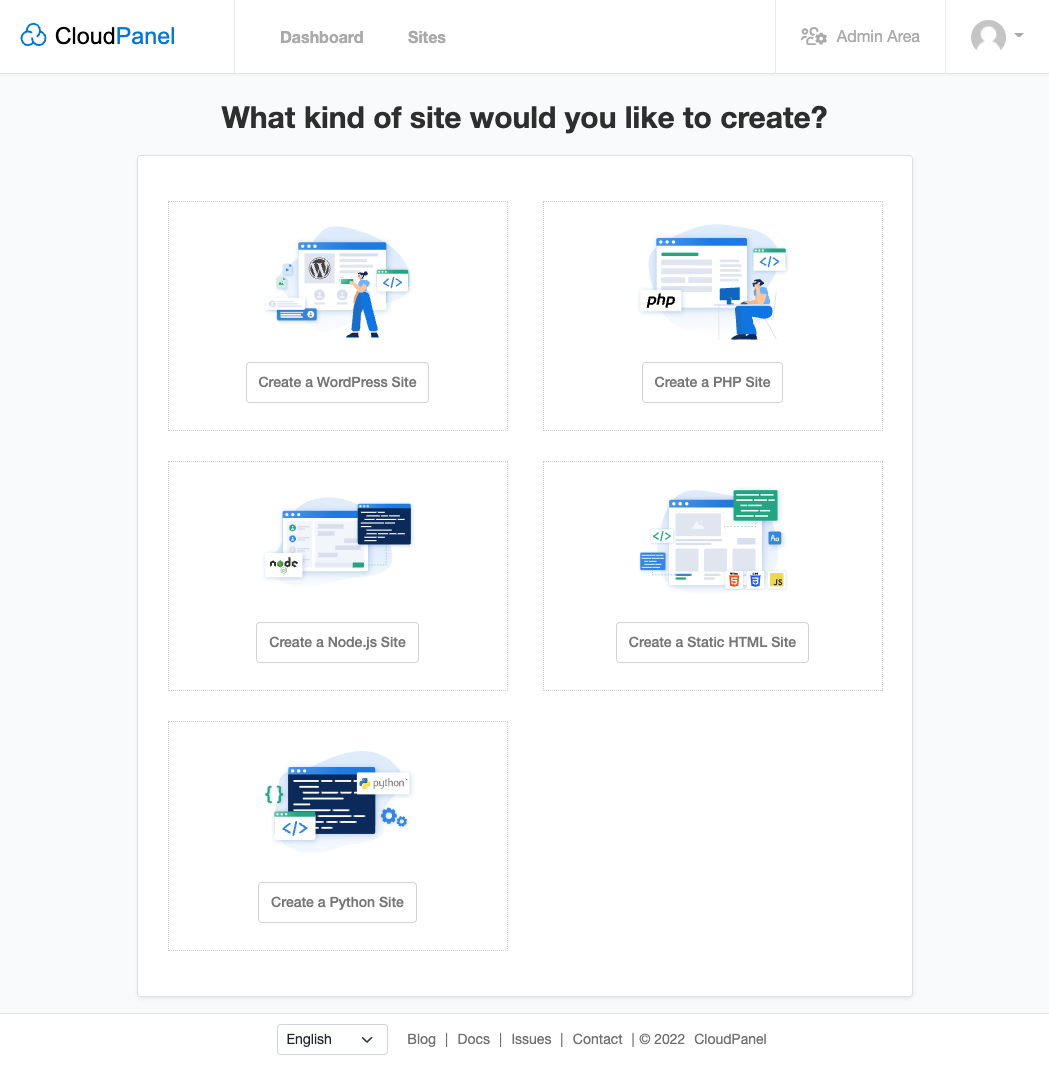 CloudPanel
Dashboard
Sites
Admin Area
What kind of site would you like to create?
</>
Create a WordPress Site
</>
php
Create a PHP Site
node
Create a Node.js Site
</>
Aa
JS
Create a Static HTML Site
{ }
python
</>
Create a Python Site
English
Blog | Docs | Issues | Contact | © 2022 CloudPanel